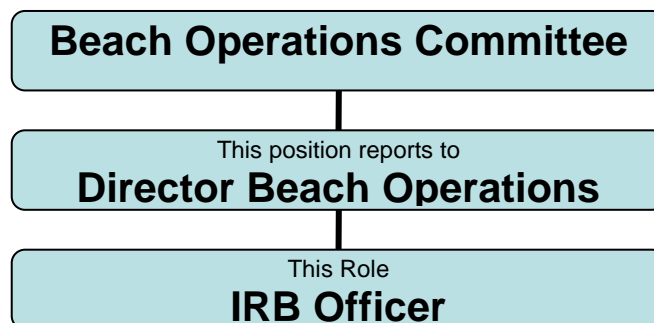 Beach Operations Committee
This position reports to
Director Beach Operations
This Role
IRB Officer